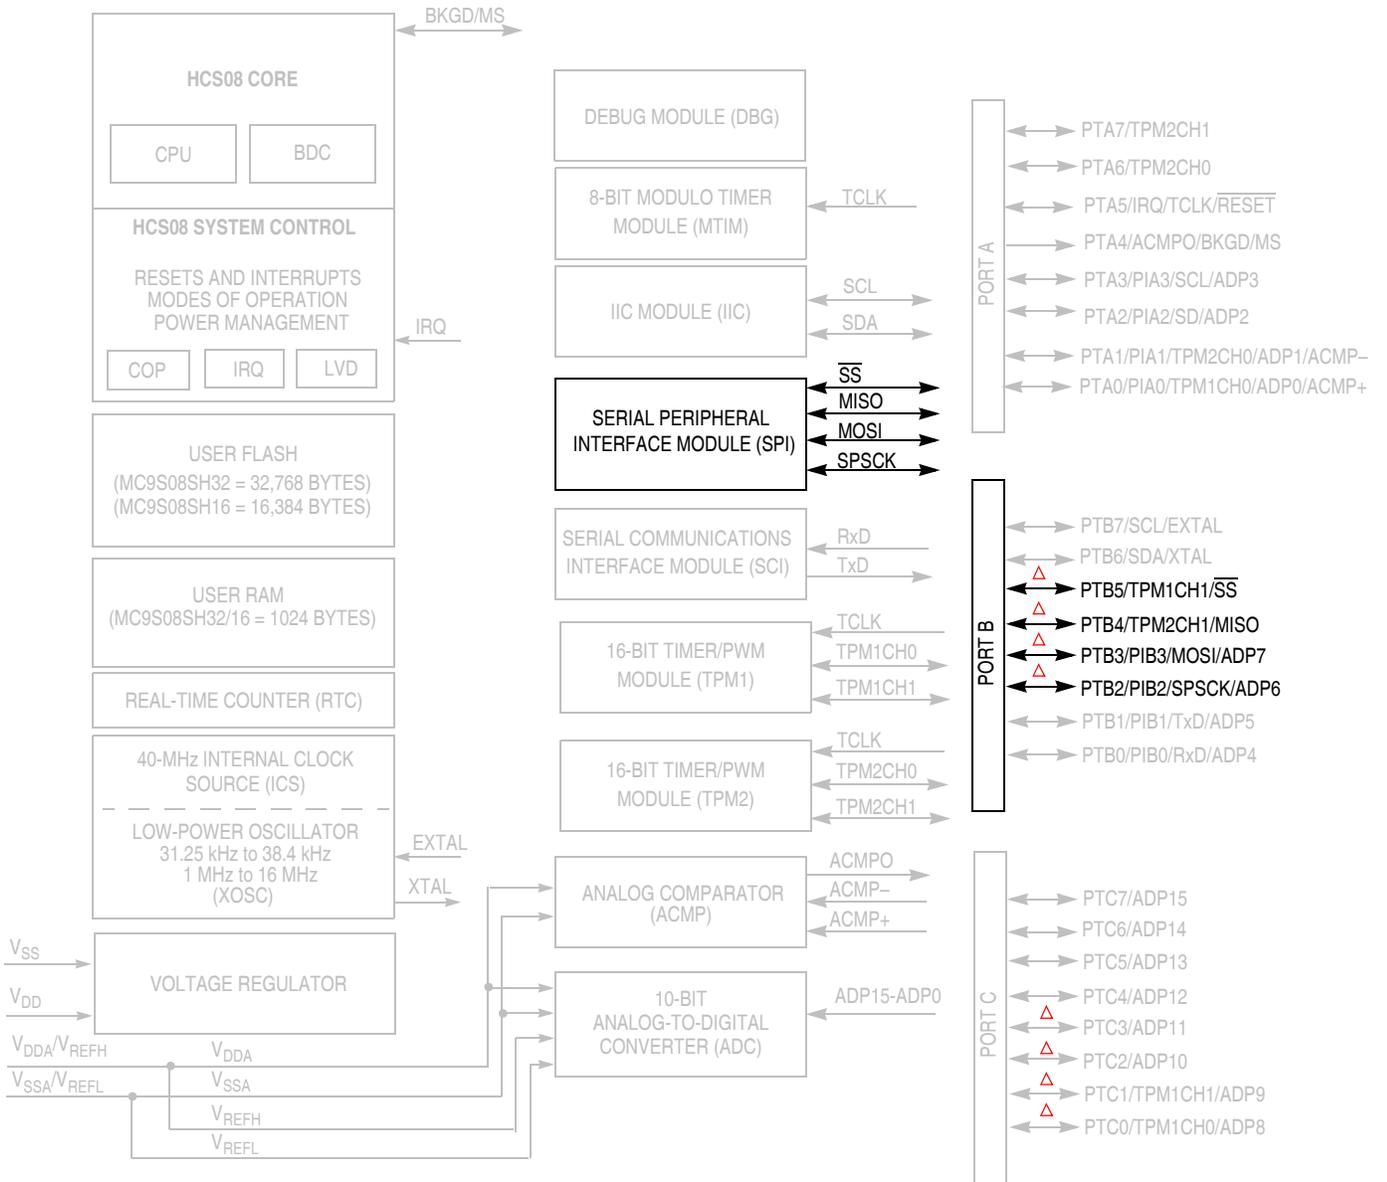 BKGD/MS
HCS08 CORE
CPU
BDC
HCS08 SYSTEM CONTROL
RESETS AND INTERRUPTS
MODES OF OPERATION
POWER MANAGEMENT
IRQ
COP
IRQ
LVD
USER FLASH
(MC9S08SH32 = 32,768 BYTES)
(MC9S08SH16 = 16,384 BYTES)
USER RAM
(MC9S08SH32/16 = 1024 BYTES)
REAL-TIME COUNTER (RTC)
40-MHz INTERNAL CLOCK
SOURCE (ICS)
LOW-POWER OSCILLATOR
31.25 kHz to 38.4 kHz
1 MHz to 16 MHz
(XOSC)
EXTAL
XTAL
VSS
VDD
VOLTAGE REGULATOR
VDDA/VREFH
VSSA/VREFL
VDDA
VSSA
VREFH
VREFL
DEBUG MODULE (DBG)
8-BIT MODULO TIMER
MODULE (MTIM)
TCLK
IIC MODULE (IIC)
SCL
SDA
SERIAL PERIPHERAL
INTERFACE MODULE (SPI)
SS
MISO
MOSI
SPSCK
SERIAL COMMUNICATIONS
INTERFACE MODULE (SCI)
RxD
TxD
16-BIT TIMER/PWM
MODULE (TPM1)
TCLK
TPM1CH0
TPM1CH1
16-BIT TIMER/PWM
MODULE (TPM2)
TCLK
TPM2CH0
TPM2CH1
ANALOG COMPARATOR
(ACMP)
ACMPO
ACMP–
ACMP+
10-BIT
ANALOG-TO-DIGITAL
CONVERTER (ADC)
ADP15-ADP0
PORT A
PTA7/TPM2CH1
PTA6/TPM2CH0
PTA5/IRQ/TCLK/RESET
PTA4/ACMPO/BKGD/MS
PTA3/PIA3/SCL/ADP3
PTA2/PIA2/SD/ADP2
PTA1/PIA1/TPM2CH0/ADP1/ACMP–
PTA0/PIA0/TPM1CH0/ADP0/ACMP+
PORT B
PTB7/SCL/EXTAL
PTB6/SDA/XTAL
PTB5/TPM1CH1/SS
PTB4/TPM2CH1/MISO
PTB3/PIB3/MOSI/ADP7
PTB2/PIB2/SPSCK/ADP6
PTB1/PIB1/TxD/ADP5
PTB0/PIB0/RxD/ADP4
PORT C
PTC7/ADP15
PTC6/ADP14
PTC5/ADP13
PTC4/ADP12
PTC3/ADP11
PTC2/ADP10
PTC1/TPM1CH1/ADP9
PTC0/TPM1CH0/ADP8